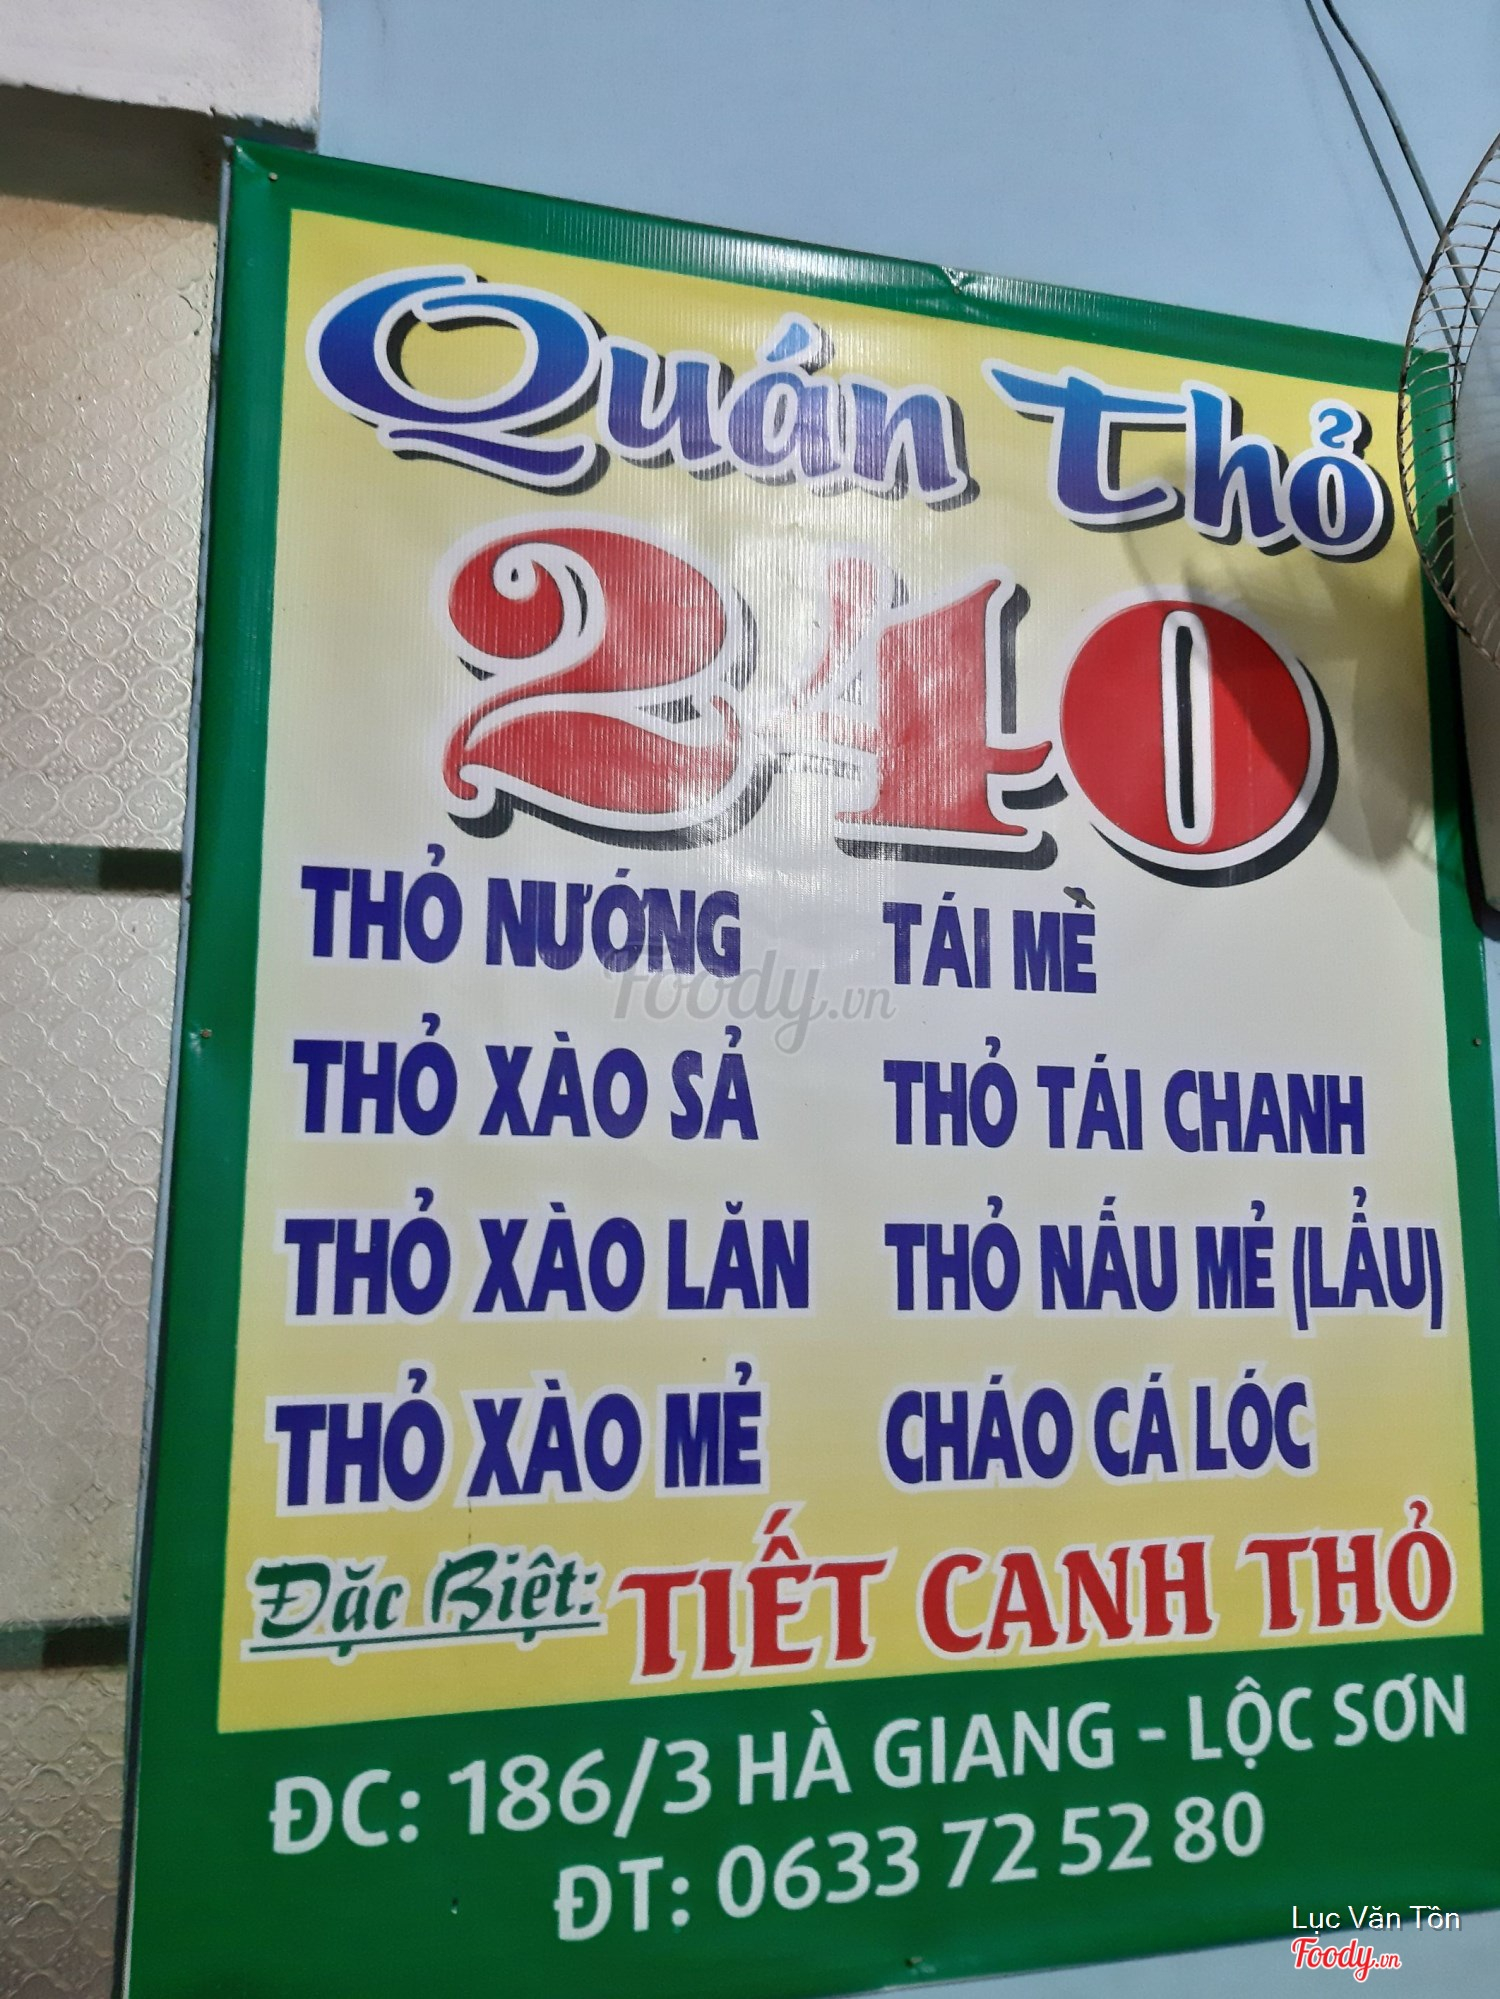 Quán Thỏ
240
THỎ NƯỚNG
THỎ XÀO SẢ
THỎ XÀO LĂN
THỎ XÀO MẺ
TÁI MÈ
THỎ TÁI CHANH
THỎ NẤU MẺ (LẨU)
CHÁO CÁ LÓC
Đặc Biệt: TIẾT CANH THỎ
ĐC: 186/3 HÀ GIANG - LỘC SƠN
ĐT: 0633 72 52 80
Foody.vn
Lục Văn Tồn
Foody.vn